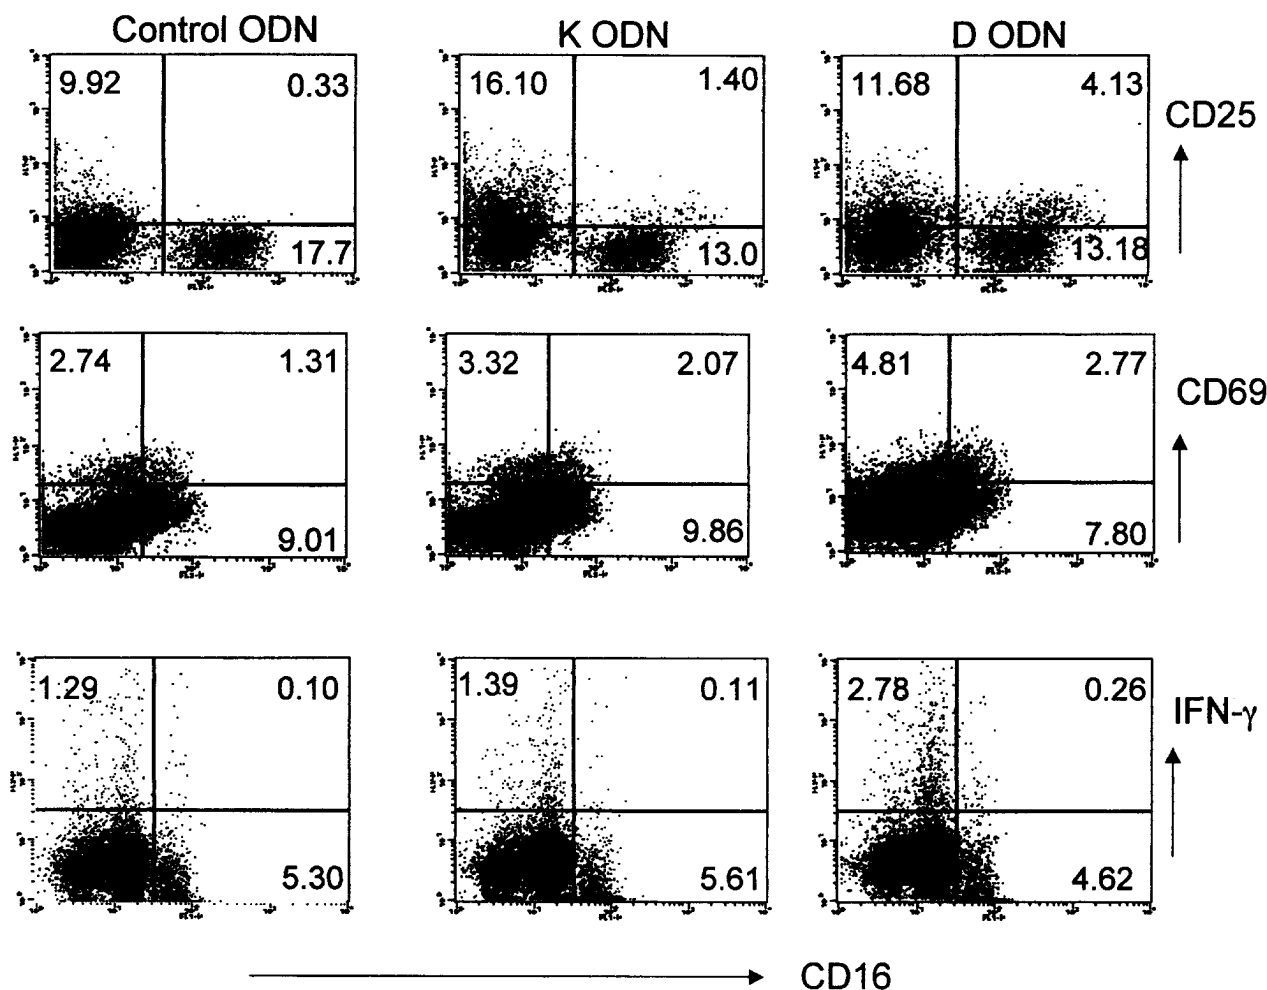 Control ODN K ODN D ODN
9.92 0.33 16.10 1.40 11.68 4.13
CD25
17.7 13.0 13.18
2.74 1.31 3.32 2.07 4.81 2.77
CD69
9.01 9.86 7.80
1.29 0.10 1.39 0.11 2.78 0.26
IFN-γ
5.30 5.61 4.62
CD16